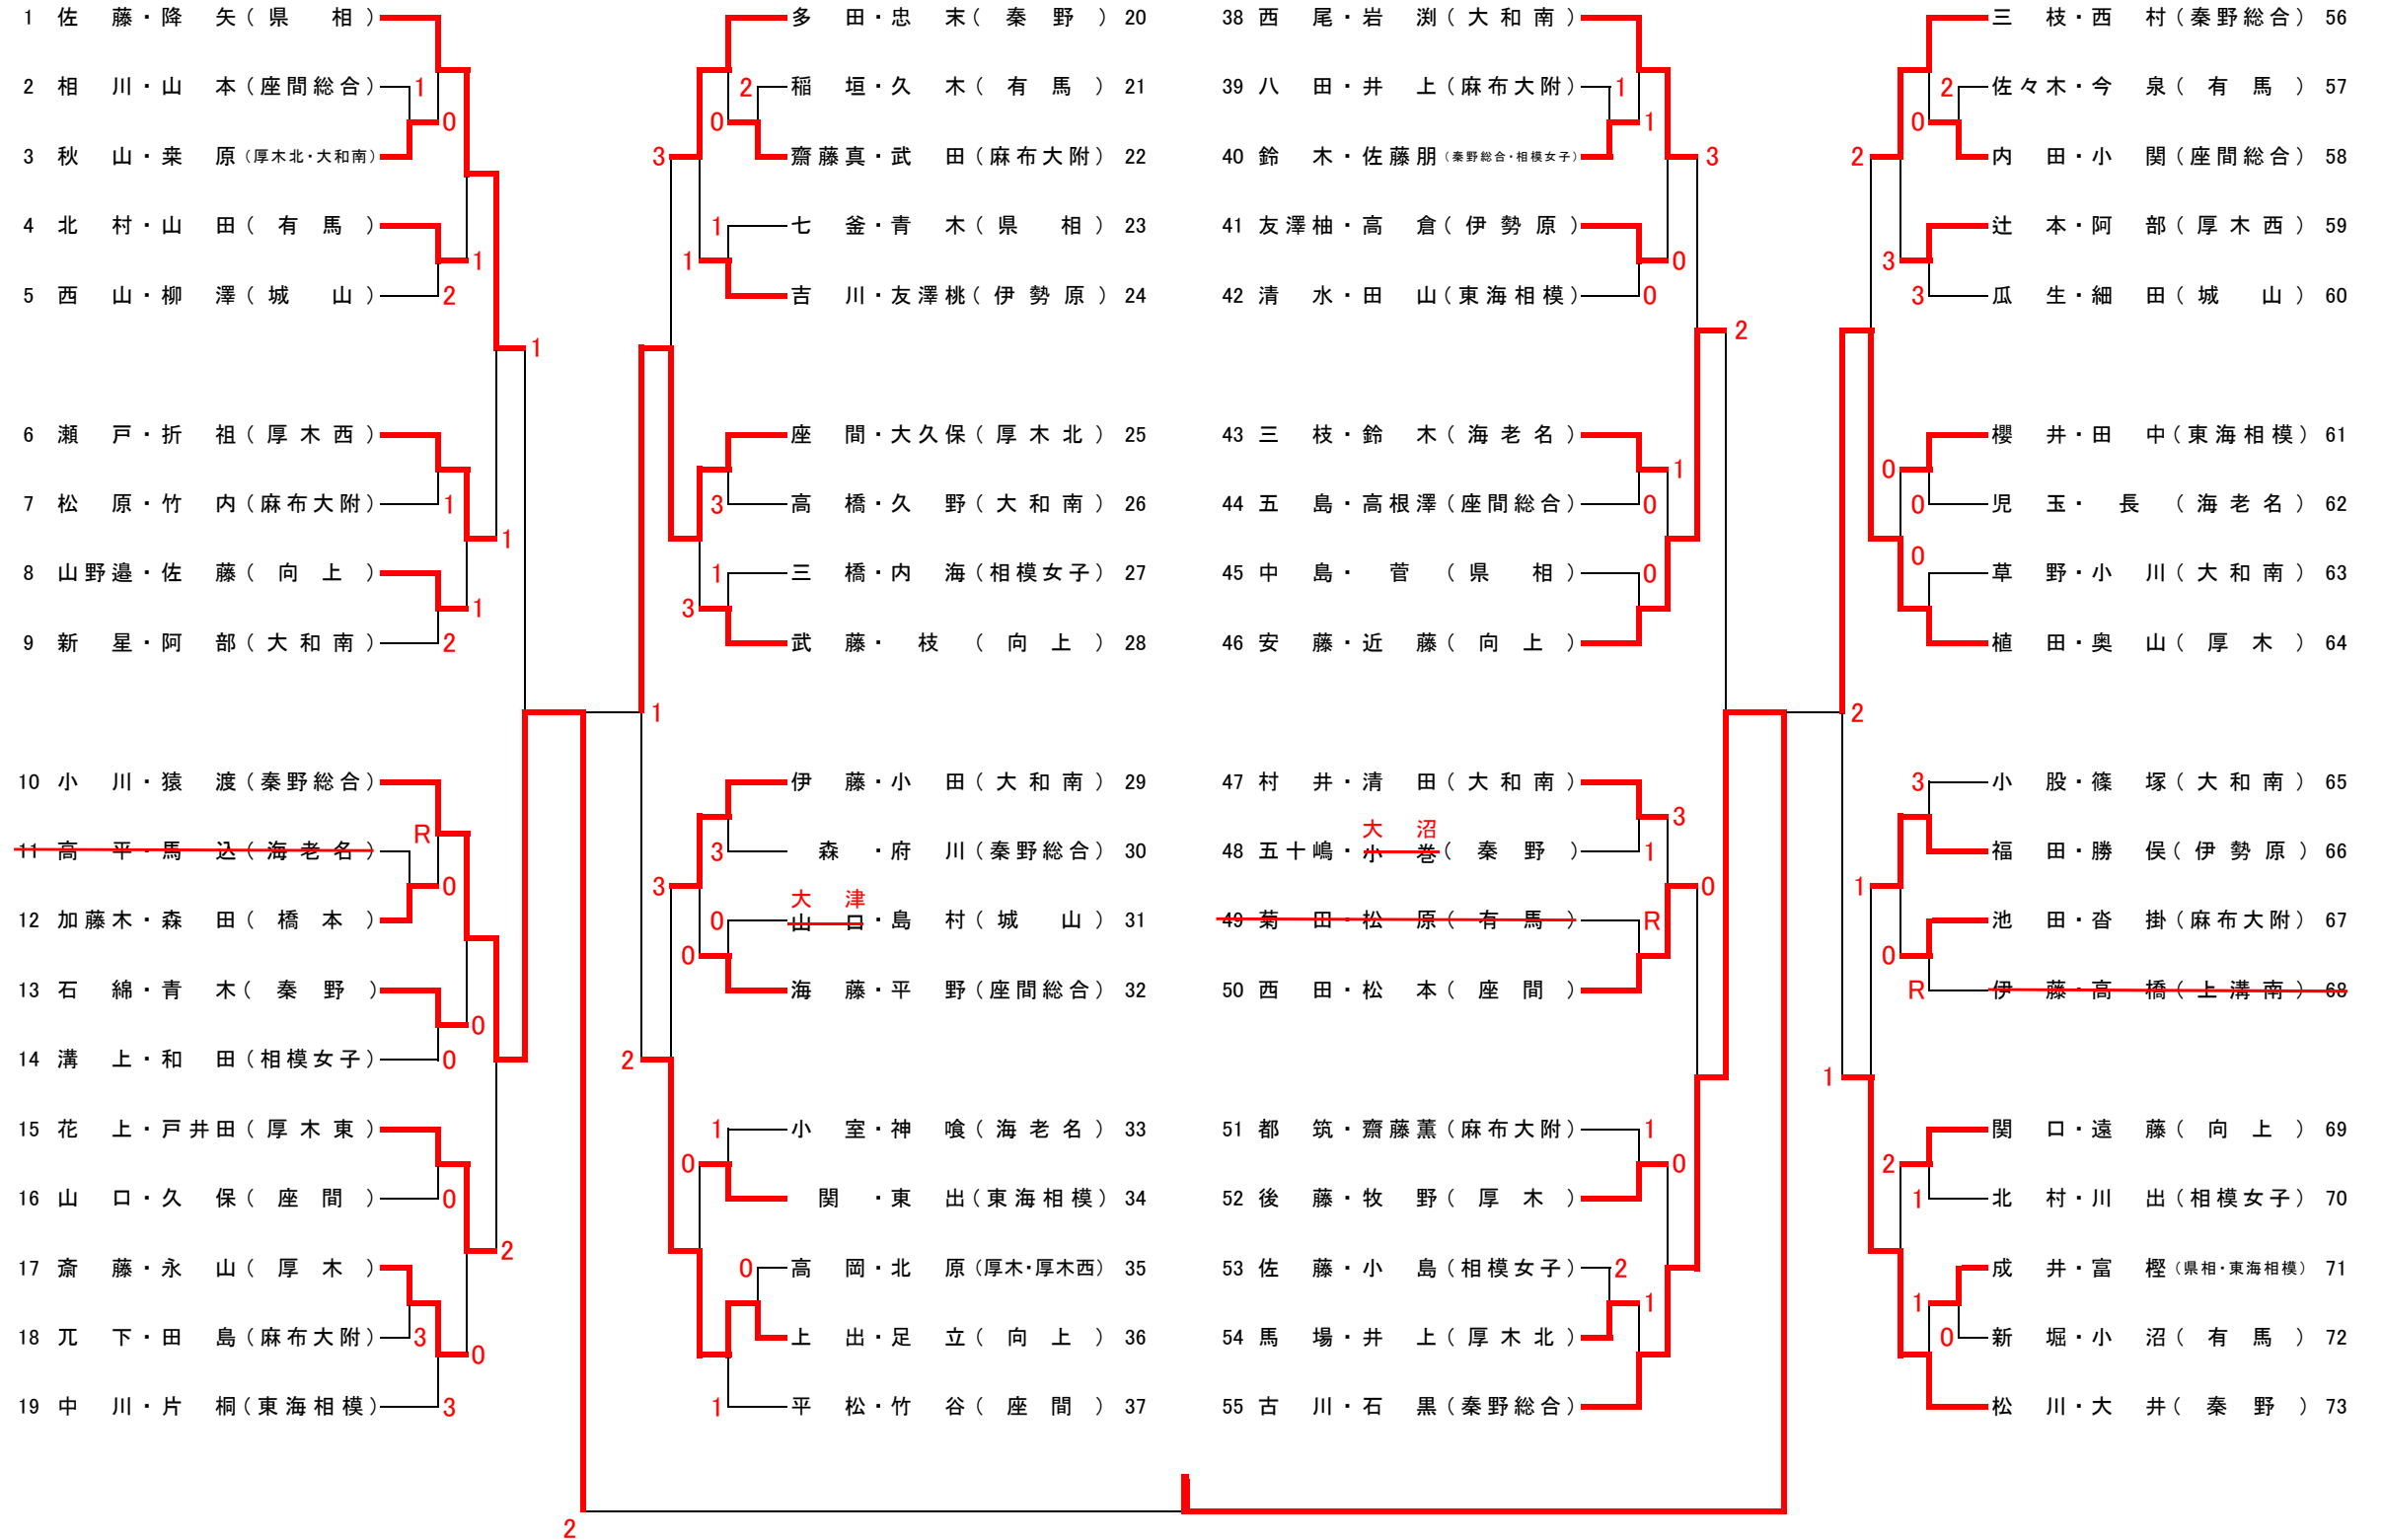 1 佐藤・降矢(県相)
2 相川・山本(座間総合)
3 秋山・桒原(厚木北・大和南)
4 北村・山田(有馬)
5 西山・柳澤(城山)
6 瀬戸・折祖(厚木西)
7 松原・竹内(麻布大附)
8 山野邉・佐藤(向上)
9 新星・阿部(大和南)
10 小川・猿渡(秦野総合)
11 高平・馬込(海老名)
12 加藤木・森田(橋本)
13 石綿・青木(秦野)
14 溝上・和田(相模女子)
15 花上・戸井田(厚木東)
16 山口・久保(座間)
17 斎藤・永山(厚木)
18 兀下・田島(麻布大附)
19 中川・片桐(東海相模)
1
0
1
2
1
1
1
1
2
R
0
0
0
0
2
3
0
3
2
多田・忠末(秦野) 20
稲垣・久木(有馬) 21
齋藤真・武田(麻布大附) 22
七釜・青木(県相) 23
吉川・友澤桃(伊勢原) 24
座間・大久保(厚木北) 25
高橋・久野(大和南) 26
三橋・内海(相模女子) 27
武藤・枝(向上) 28
伊藤・小田(大和南) 29
森・府川(秦野総合) 30
大津
山口・島村(城山) 31
海藤・平野(座間総合) 32
小室・神喰(海老名) 33
関・東出(東海相模) 34
高岡・北原(厚木・厚木西) 35
上出・足立(向上) 36
平松・竹谷(座間) 37
2
0
3
1
1
3
1
3
1
3
3
0
0
2
1
0
0
1
38 西尾・岩渕(大和南)
39 八田・井上(麻布大附)
40 鈴木・佐藤朋(秦野総合・相模女子)
41 友澤柚・高倉(伊勢原)
42 清水・田山(東海相模)
43 三枝・鈴木(海老名)
44 五島・高根澤(座間総合)
45 中島・菅(県相)
46 安藤・近藤(向上)
47 村井・清田(大和南)
大沼
48 五十嶋・小巻(秦野)
49 菊田・松原(有馬)
50 西田・松本(座間)
51 都筑・齋藤薫(麻布大附)
52 後藤・牧野(厚木)
53 佐藤・小島(相模女子)
54 馬場・井上(厚木北)
55 古川・石黒(秦野総合)
1
1
3
0
0
2
1
0
0
3
1
0
R
1
0
2
1
三枝・西村(秦野総合) 56
佐々木・今泉(有馬) 57
内田・小関(座間総合) 58
辻本・阿部(厚木西) 59
瓜生・細田(城山) 60
櫻井・田中(東海相模) 61
児玉・長(海老名) 62
草野・小川(大和南) 63
植田・奥山(厚木) 64
小股・篠塚(大和南) 65
福田・勝俣(伊勢原) 66
池田・沓掛(麻布大附) 67
伊藤・高橋(上溝南) 68
関口・遠藤(向上) 69
北村・川出(相模女子) 70
成井・富樫(県相・東海相模) 71
新堀・小沼(有馬) 72
松川・大井(秦野) 73
2
0
2
3
3
0
0
0
2
3
1
0
R
1
2
1
1
0